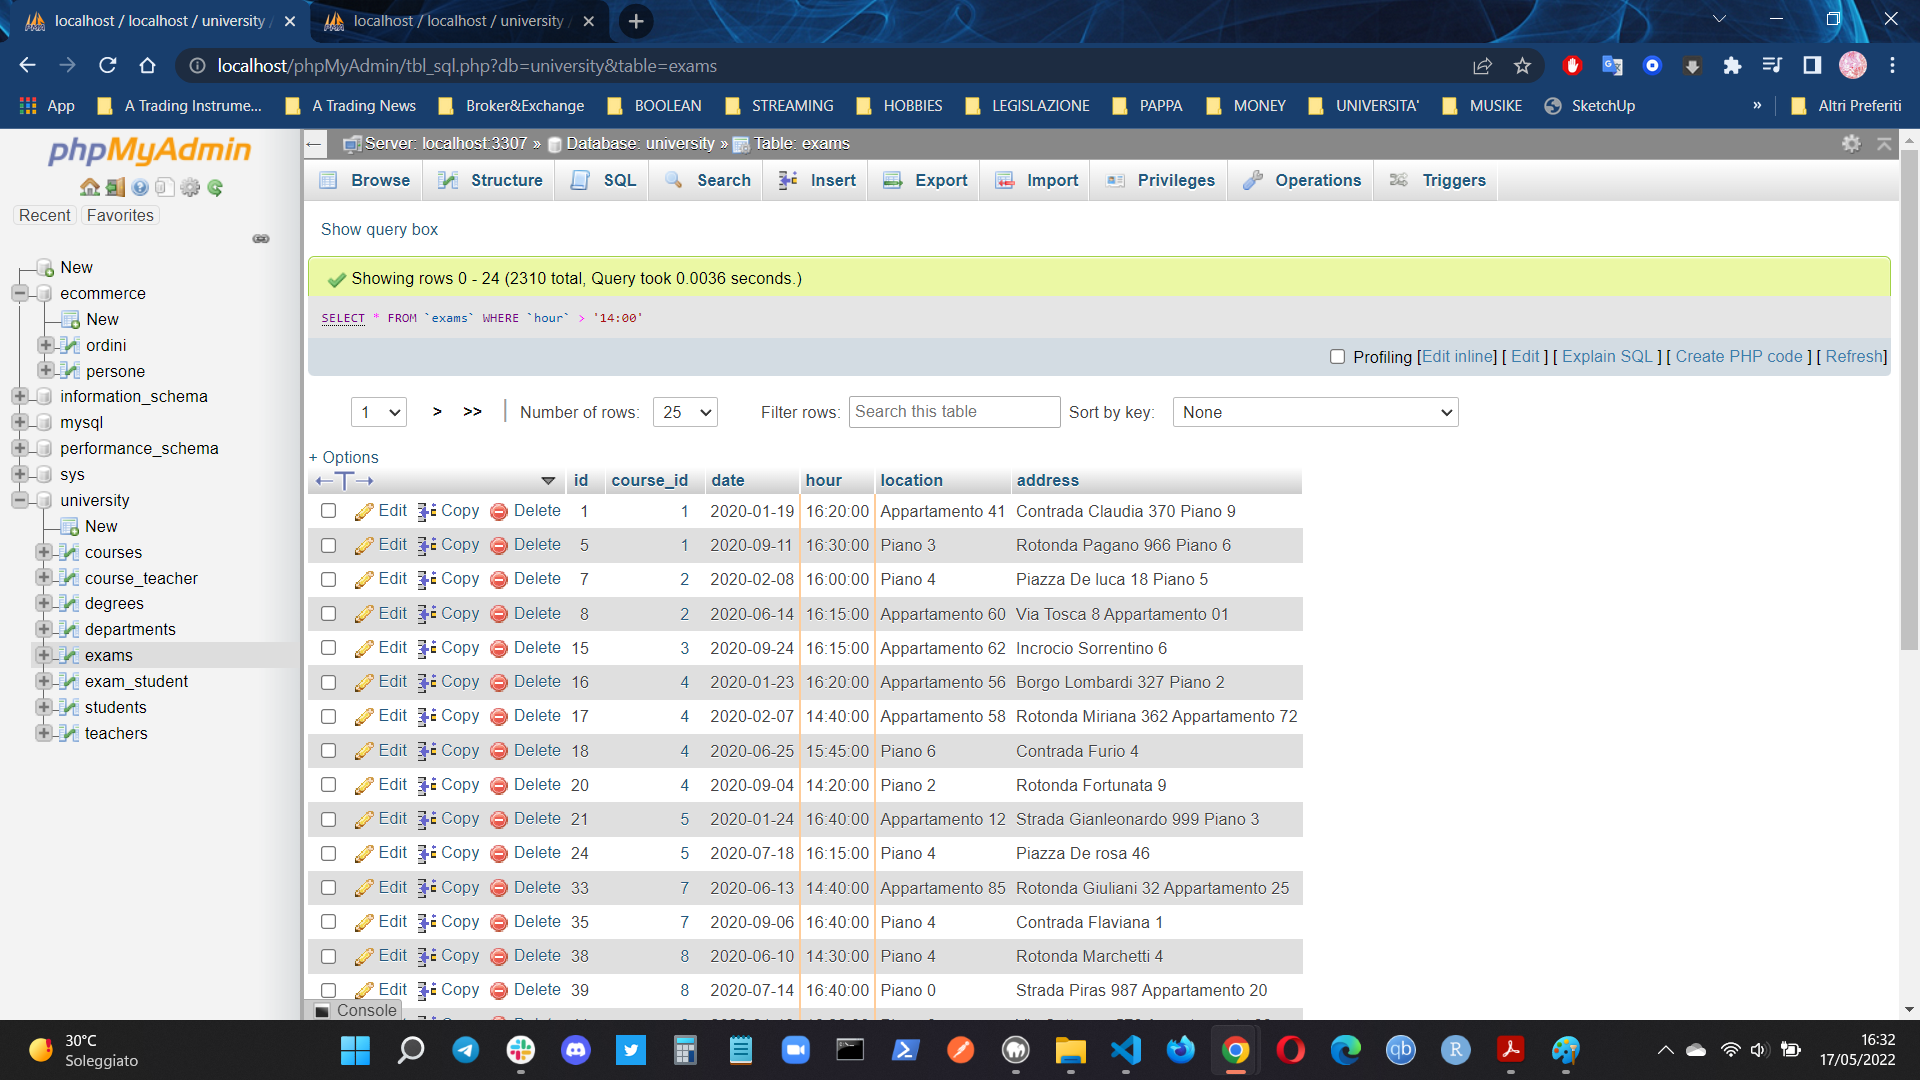 localhost / localhost / university
localhost / localhost / university
localhost/phpMyAdmin/tbl_sql.php?db=university&table=exams
App
A Trading Instrume...
A Trading News
Broker&Exchange
BOOLEAN
STREAMING
HOBBIES
LEGISLAZIONE
PAPPA
MONEY
UNIVERSITA'
MUSIKE
SketchUp
»
Altri Preferiti
phpMyAdmin
Recent
Favorites
New
ecommerce
New
ordini
persone
information_schema
mysql
performance_schema
sys
university
New
courses
course_teacher
degrees
departments
exams
exam_student
students
teachers
Server: localhost:3307 » Database: university » Table: exams
Browse
Structure
SQL
Search
Insert
Export
Import
Privileges
Operations
Triggers
Show query box
Showing rows 0 - 24 (2310 total, Query took 0.0036 seconds.)
SELECT * FROM `exams` WHERE `hour` > '14:00'
Profiling [Edit inline] [ Edit ] [ Explain SQL ] [ Create PHP code ] [ Refresh]
1 > >> | Number of rows: 25 Filter rows: Search this table Sort by key: None
+ Options
←T→ id course_id date hour location address
Edit Copy Delete 1 1 2020-01-19 16:20:00 Appartamento 41 Contrada Claudia 370 Piano 9
Edit Copy Delete 5 1 2020-09-11 16:30:00 Piano 3 Rotonda Pagano 966 Piano 6
Edit Copy Delete 7 2 2020-02-08 16:00:00 Piano 4 Piazza De luca 18 Piano 5
Edit Copy Delete 8 2 2020-06-14 16:15:00 Appartamento 60 Via Tosca 8 Appartamento 01
Edit Copy Delete 15 3 2020-09-24 16:15:00 Appartamento 62 Incrocio Sorrentino 6
Edit Copy Delete 16 4 2020-01-23 16:20:00 Appartamento 56 Borgo Lombardi 327 Piano 2
Edit Copy Delete 17 4 2020-02-07 14:40:00 Appartamento 58 Rotonda Miriana 362 Appartamento 72
Edit Copy Delete 18 4 2020-06-25 15:45:00 Piano 6 Contrada Furio 4
Edit Copy Delete 20 4 2020-09-04 14:20:00 Piano 2 Rotonda Fortunata 9
Edit Copy Delete 21 5 2020-01-24 16:40:00 Appartamento 12 Strada Gianleonardo 999 Piano 3
Edit Copy Delete 24 5 2020-07-18 16:15:00 Piano 4 Piazza De rosa 46
Edit Copy Delete 33 7 2020-06-13 14:40:00 Appartamento 85 Rotonda Giuliani 32 Appartamento 25
Edit Copy Delete 35 7 2020-09-06 16:40:00 Piano 4 Contrada Flaviana 1
Edit Copy Delete 38 8 2020-06-10 14:30:00 Piano 4 Rotonda Marchetti 4
Edit Copy Delete 39 8 2020-07-14 16:40:00 Piano 0 Strada Piras 987 Appartamento 20
Console
30°C
Soleggiato
qb
R
16:32
17/05/2022